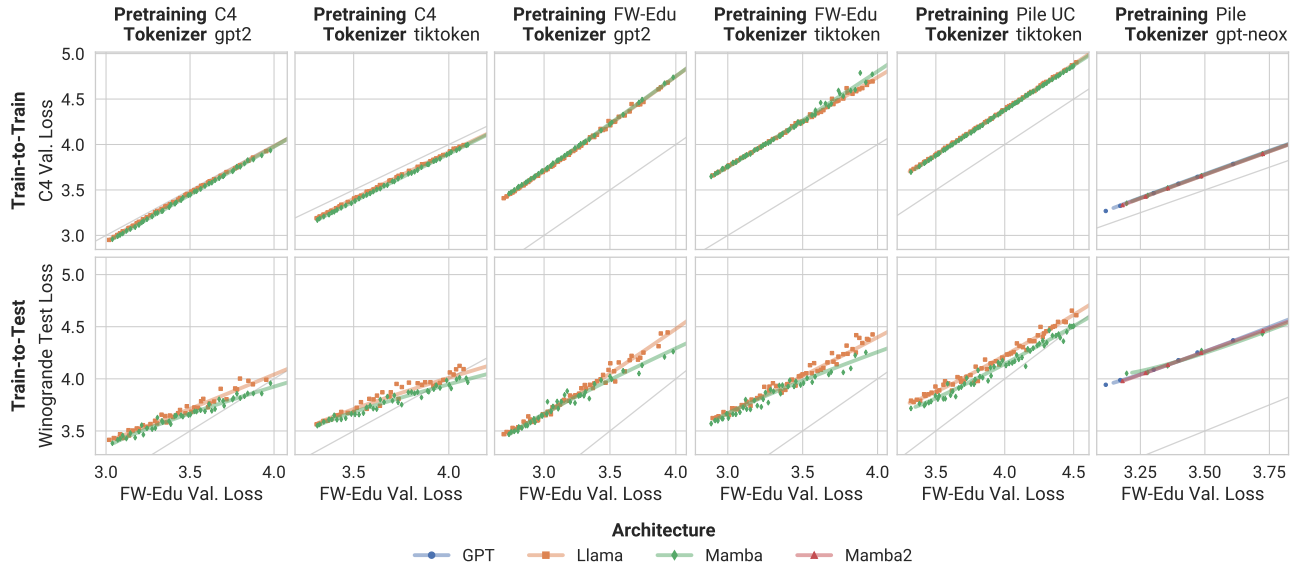 Pretraining C4
Tokenizer gpt2
Pretraining C4
Tokenizer tiktoken
Pretraining FW-Edu
Tokenizer gpt2
Pretraining FW-Edu
Tokenizer tiktoken
Pretraining Pile UC
Tokenizer tiktoken
Pretraining Pile
Tokenizer gpt-neox
Train-to-Train
C4 Val. Loss
5.0
4.5
4.0
3.5
3.0
Train-to-Test
Winogrande Test Loss
5.0
4.5
4.0
3.5
3.0 3.5 4.0
3.5 4.0
3.0 3.5 4.0
3.0 3.5 4.0
3.5 4.0 4.5
3.25 3.50 3.75
FW-Edu Val. Loss
FW-Edu Val. Loss
FW-Edu Val. Loss
FW-Edu Val. Loss
FW-Edu Val. Loss
FW-Edu Val. Loss
Architecture
GPT Llama Mamba Mamba2